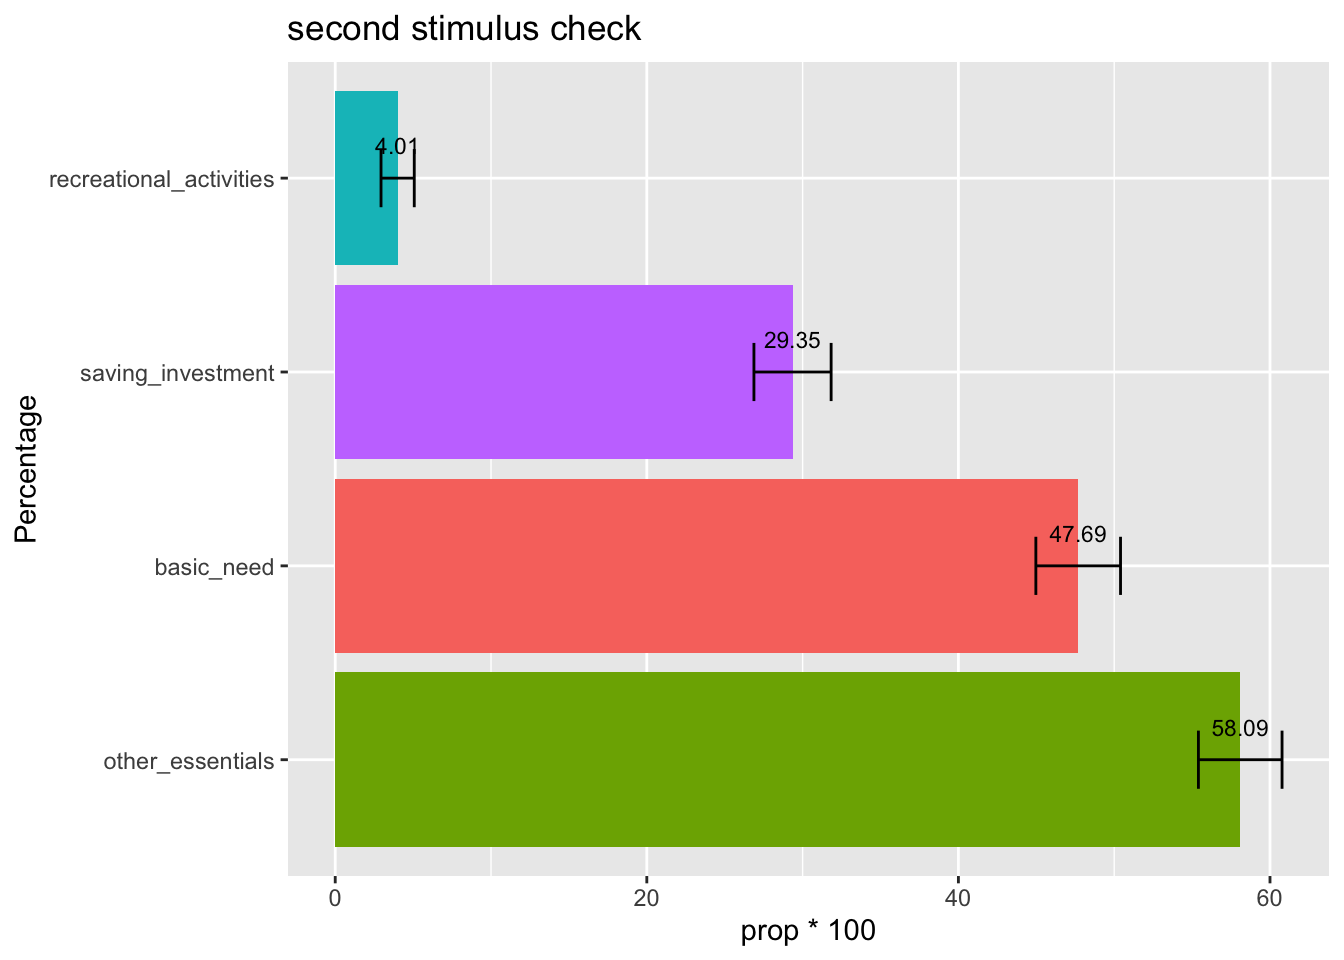 second stimulus check
Percentage
recreational_activities
4.01
saving_investment
29.35
basic_need
47.69
other_essentials
58.09
0 20 40 60
prop * 100